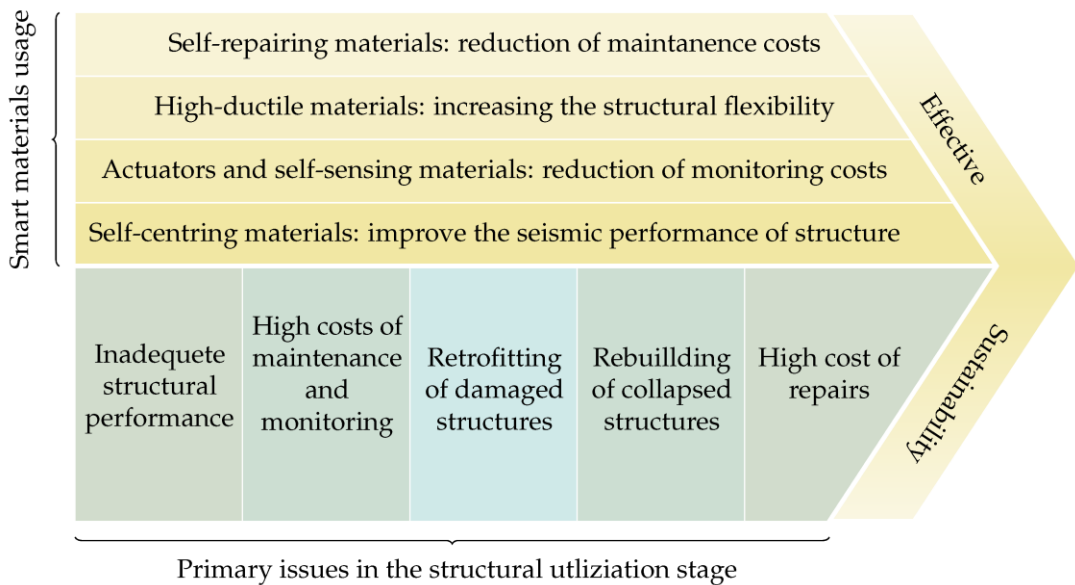 Smart materials usage
Self-repairing materials: reduction of maintanence costs
High-ductile materials: increasing the structural flexibility
Actuators and self-sensing materials: reduction of monitoring costs
Self-centring materials: improve the seismic performance of structure
Effective
Sustainability
Inadequete
structural
performance
High costs of
maintenance
and
monitoring
Retrofitting
of damaged
structures
Rebuillding
of collapsed
structures
High cost of
repairs
Primary issues in the structural utliziation stage